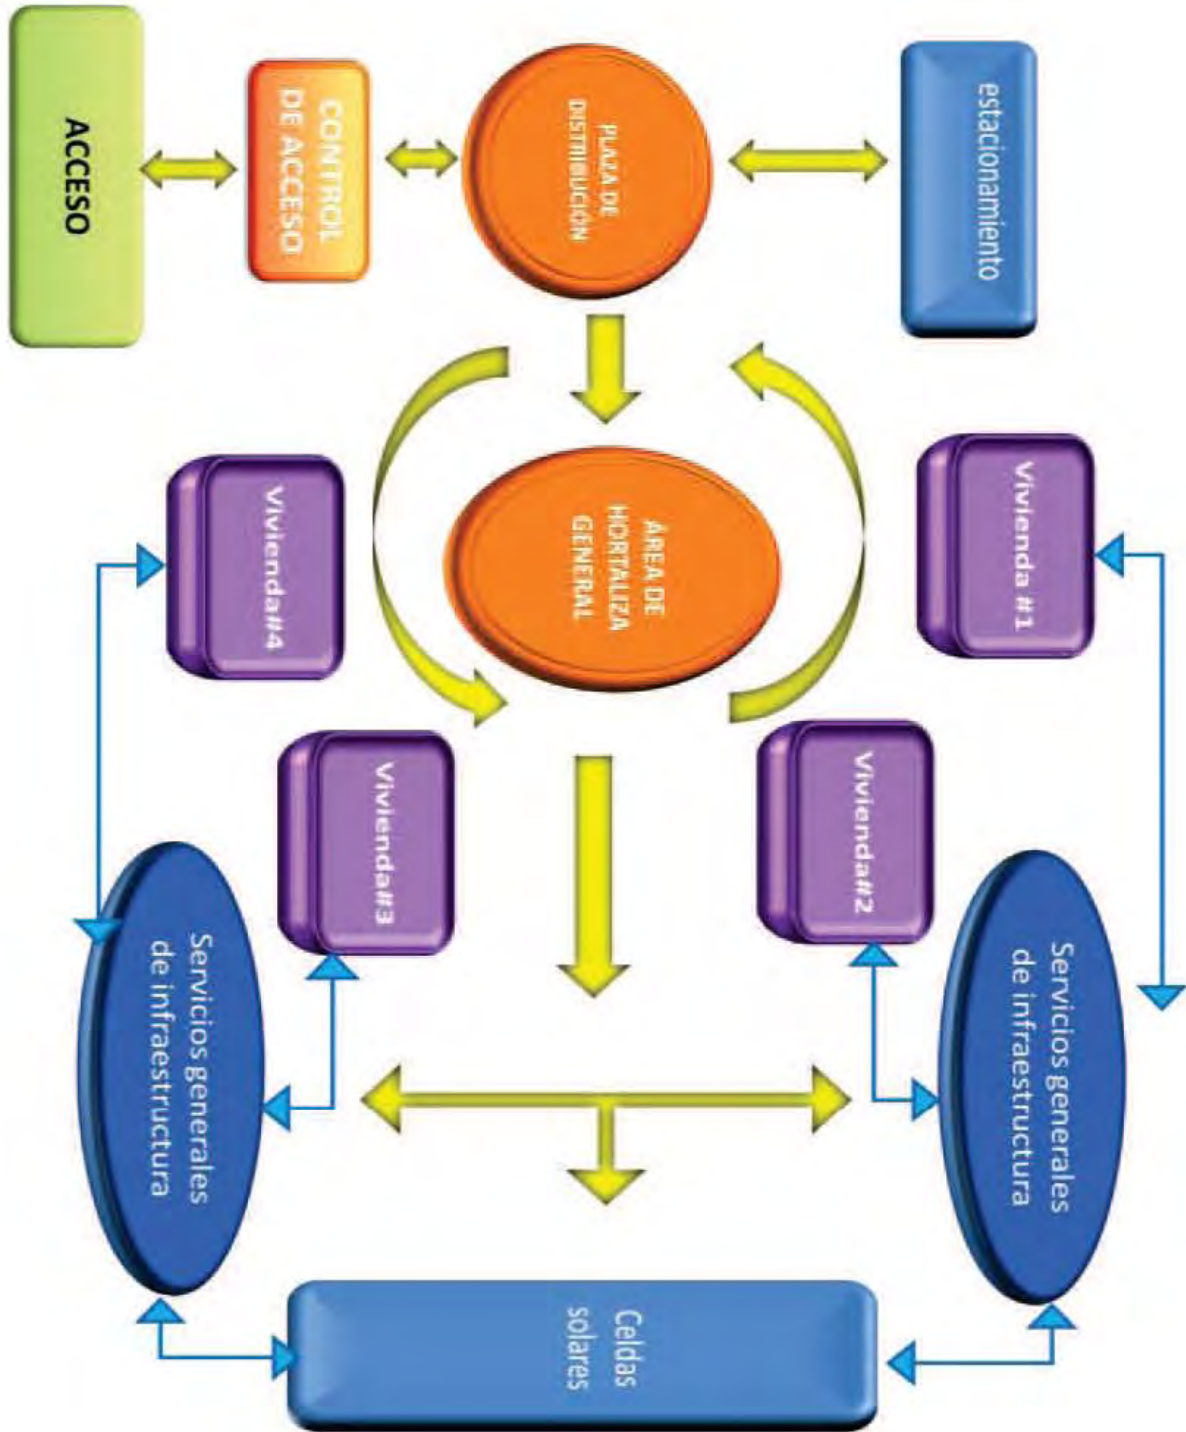 estacionamiento
PLAZA DE
DISTRIBUCIÓN
CONTROL
DE ACCESO
ACCESO
Vivienda #1
ÁREA DE
HORTALIZA
GENERAL
Vivienda#4
Vivienda#2
Vivienda#3
Servicios generales
de infraestructura
Servicios generales
de infraestructura
Celdas
solares